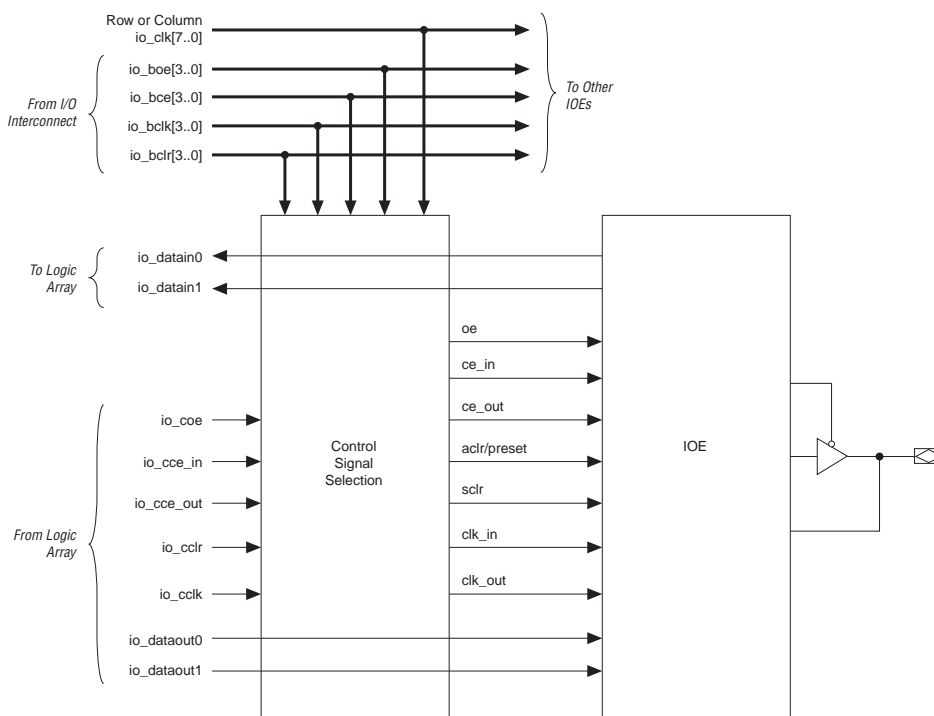 Row or Column
io_clk[7..0]
io_boe[3..0]
From I/O
Interconnect
io_bce[3..0]
io_bclk[3..0]
io_bclr[3..0]
To Other
IOEs
io_datain0
To Logic
Array
io_datain1
oe
ce_in
io_coe
ce_out
Control
Signal
Selection
IOE
io_cce_in
aclr/preset
io_cce_out
sclr
From Logic
Array
io_cclr
clk_in
io_cclk
clk_out
io_dataout0
io_dataout1